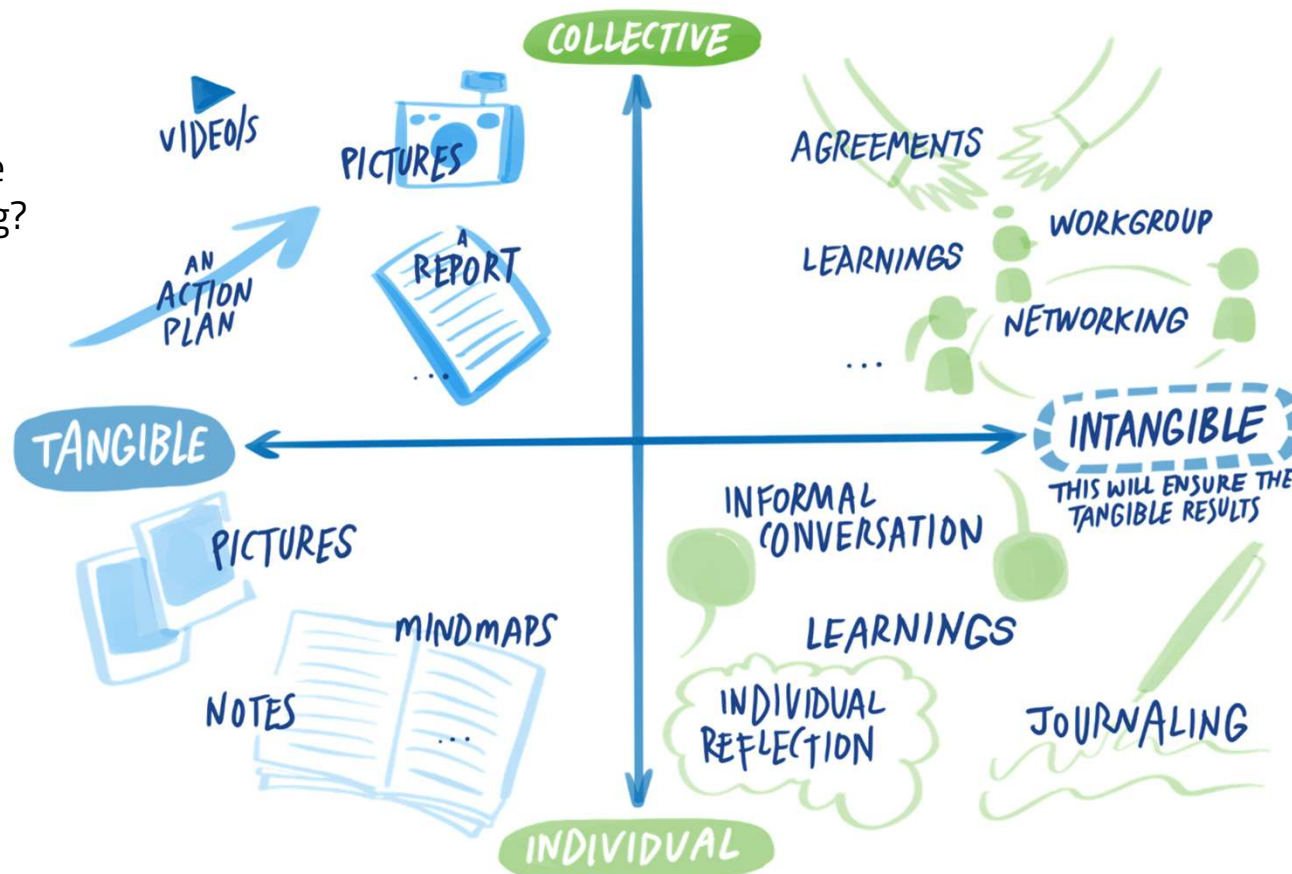 COLLECTIVE
VIDEO/S
PICTURES
g?
AN
ACTION
PLAN
A
REPORT
...
AGREEMENTS
LEARNINGS
WORKGROUP
NETWORKING
...
TANGIBLE
INTANGIBLE
THIS WILL ENSURE THE
TANGIBLE RESULTS
PICTURES
MINDMAPS
NOTES
...
INFORMAL
CONVERSATION
LEARNINGS
INDIVIDUAL
REFLECTION
JOURNALING
INDIVIDUAL